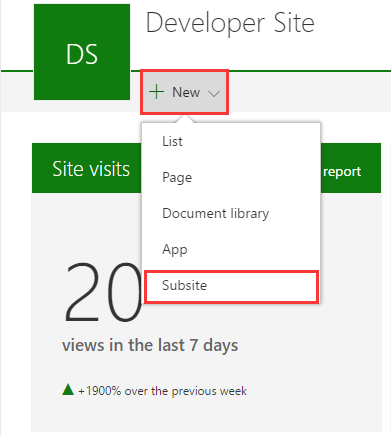 DS
Developer Site
New
List
Page
Document library
App
Subsite
Site visits
report
20
views in the last 7 days
+1900% over the previous week